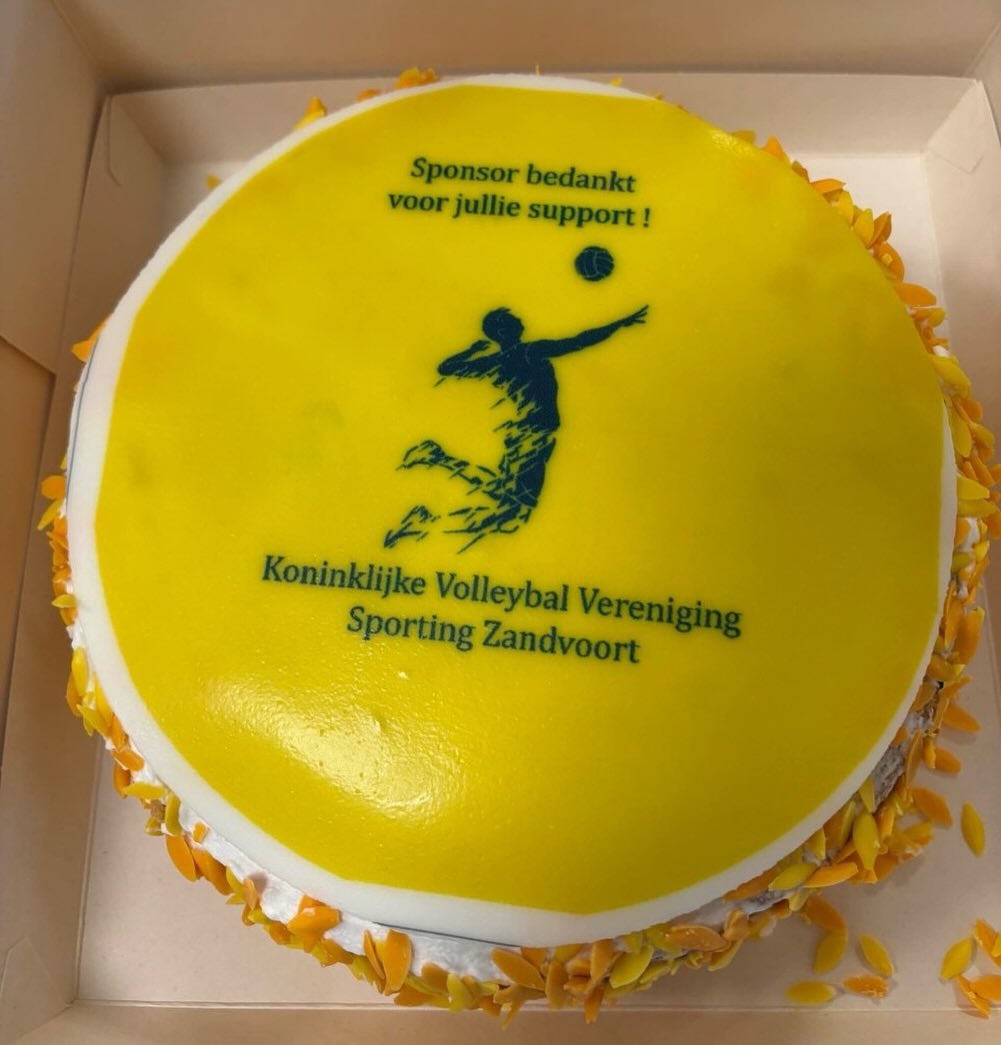 Sponsor bedankt
voor jullie support !
Koninklijke Volleybal Vereniging
Sporting Zandvoort